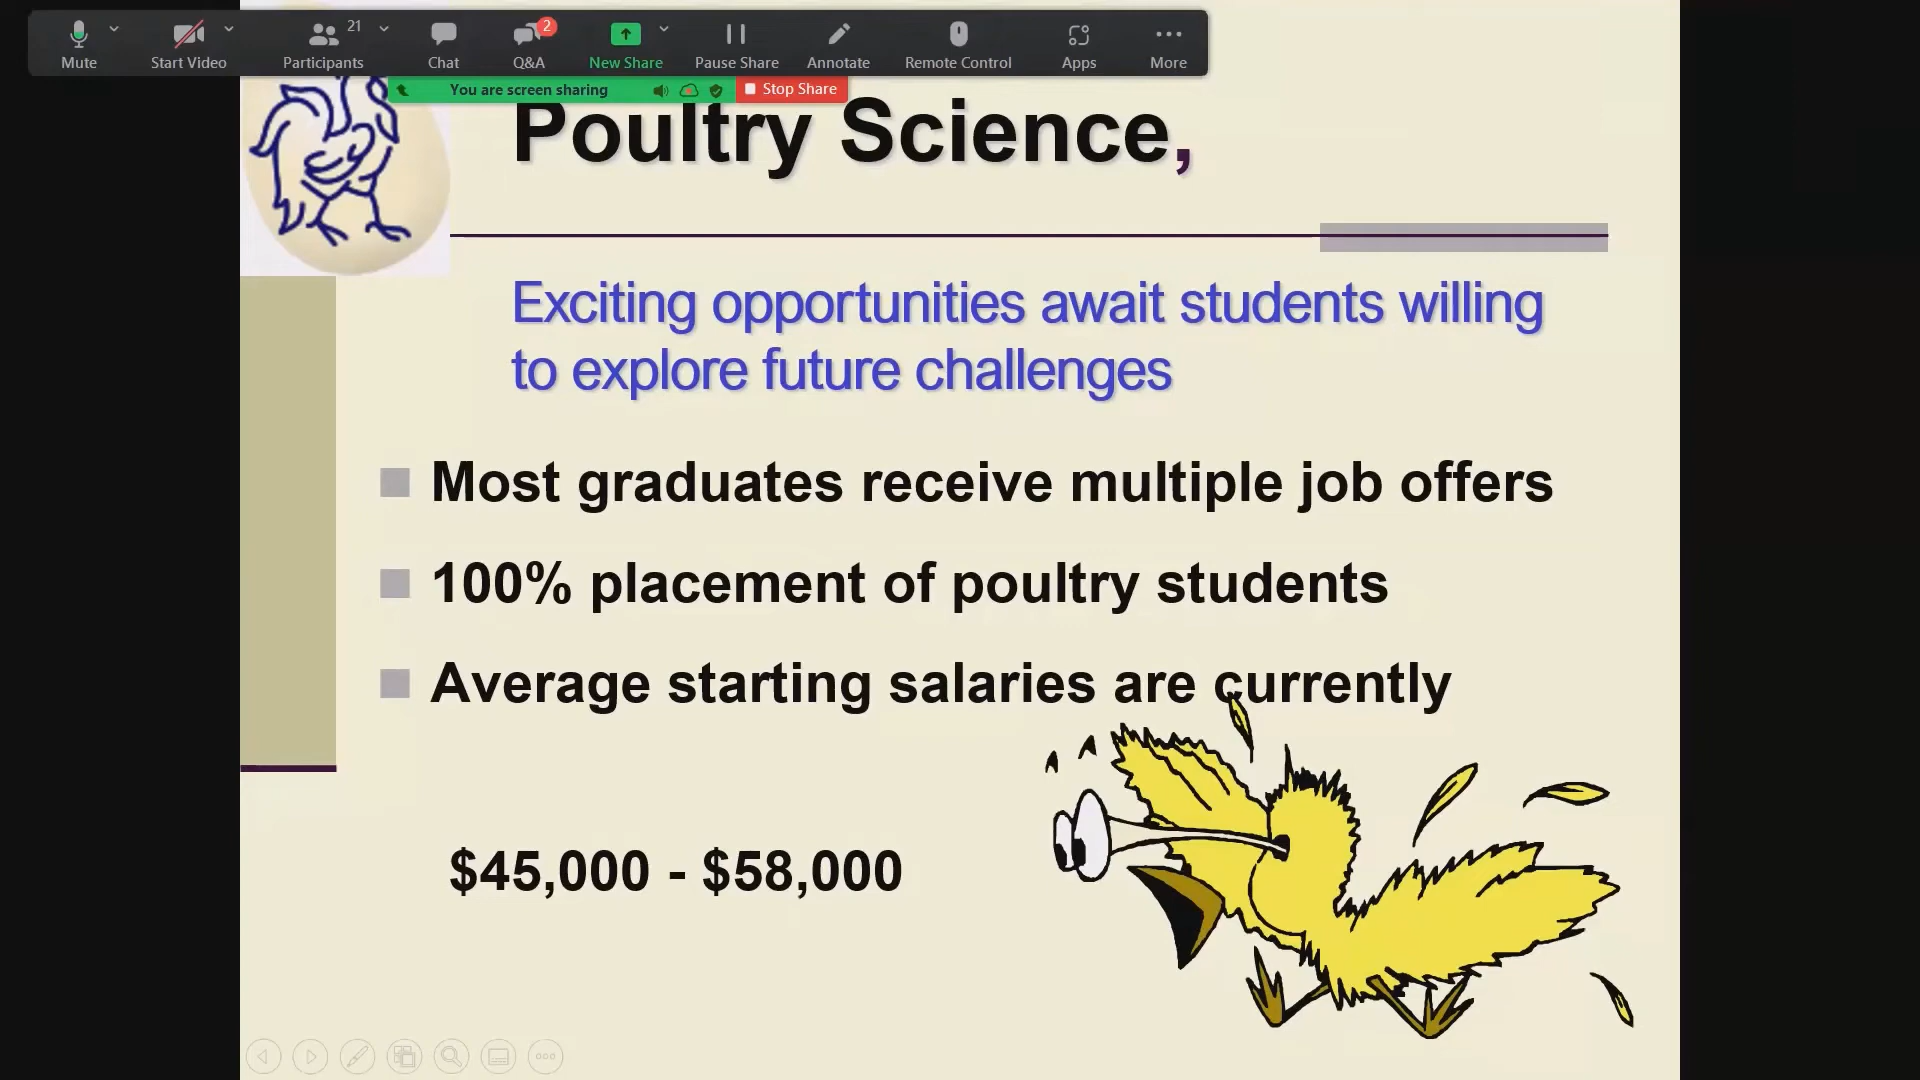 21
2
Mute
Start Video
Participants
Chat
Q&A
New Share
Pause Share
Annotate
Remote Control
Apps
More
You are screen sharing
Stop Share
Poultry Science,
Exciting opportunities await students willing
to explore future challenges
Most graduates receive multiple job offers
100% placement of poultry students
Average starting salaries are currently
$45,000 - $58,000